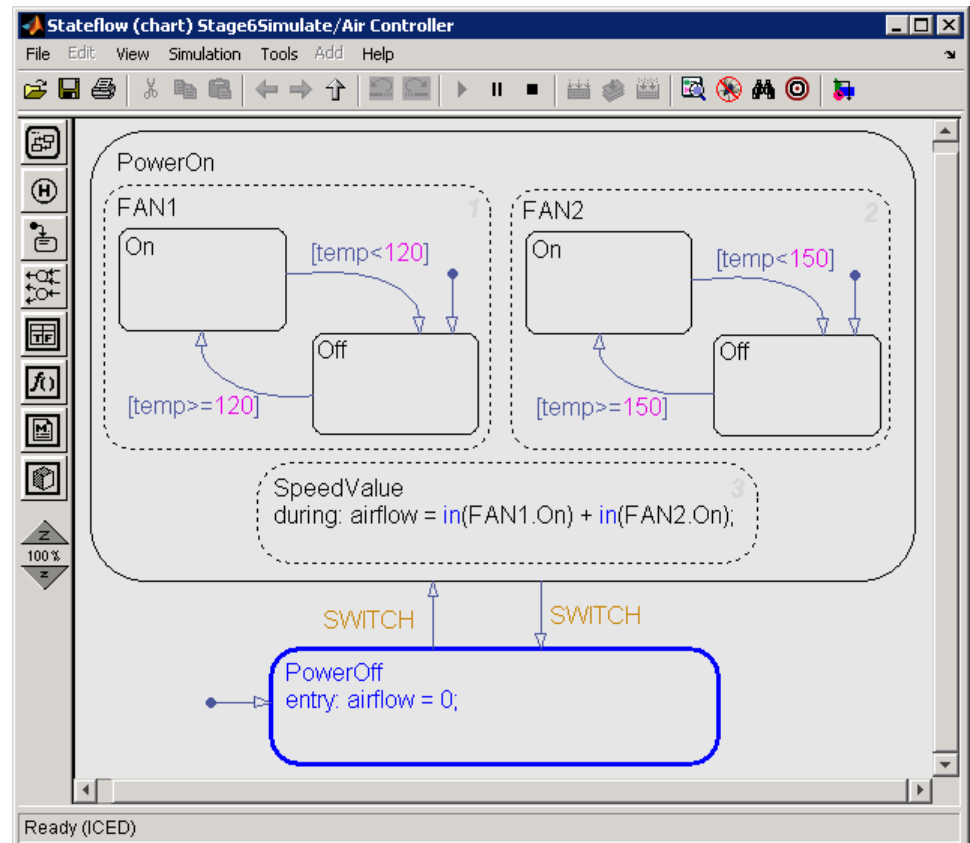 Stateflow (chart) Stage6Simulate/Air Controller
File Edit View Simulation Tools Add Help
PowerOn
FAN1
1
FAN2
2
On
[temp<120]
On
[temp<150]
Off
Off
[temp>=120]
[temp>=150]
SpeedValue
3
during: airflow = in(FAN1.On) + in(FAN2.On);
Z
100%
z
SWITCH
SWITCH
PowerOff
entry: airflow = 0;
Ready (ICED)